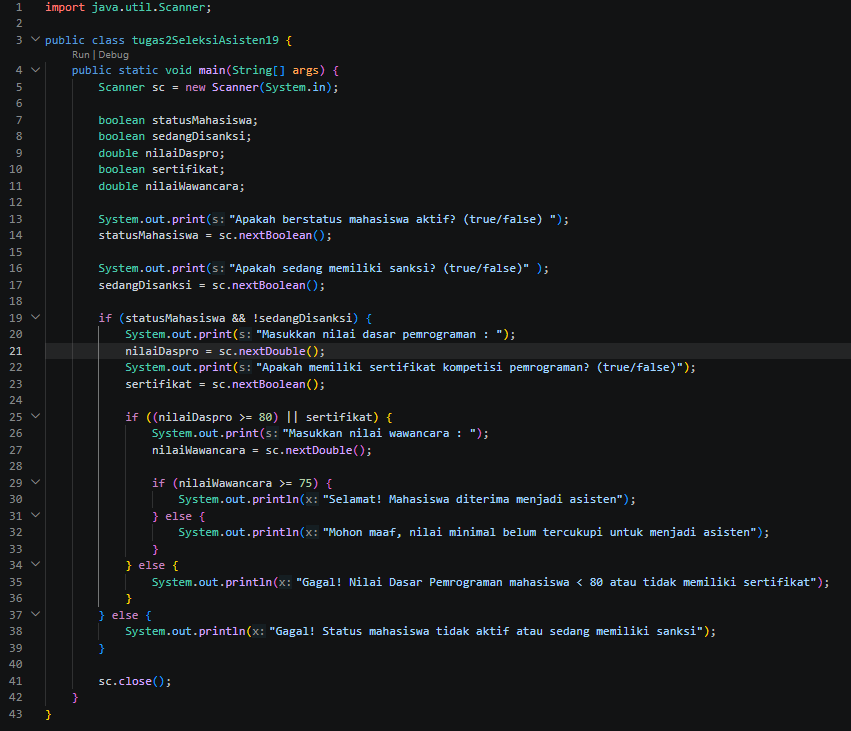 1 import java.util.Scanner;
2
3 public class tugas2SeleksiAsisten19 {
Run | Debug
4 public static void main(String[] args) {
5 Scanner sc = new Scanner(System.in);
6
7 boolean statusMahasiswa;
8 boolean sedangDisanksi;
9 double nilaiDaspro;
10 boolean sertifikat;
11 double nilaiWawancara;
12
13 System.out.print(s: "Apakah berstatus mahasiswa aktif? (true/false) ");
14 statusMahasiswa = sc.nextBoolean();
15
16 System.out.print(s: "Apakah sedang memiliki sanksi? (true/false)" );
17 sedangDisanksi = sc.nextBoolean();
18
19 if (statusMahasiswa && !sedangDisanksi) {
20 System.out.print(s: "Masukkan nilai dasar pemrograman : ");
21 nilaiDaspro = sc.nextDouble();
22 System.out.print(s: "Apakah memiliki sertifikat kompetisi pemrograman? (true/false)");
23 sertifikat = sc.nextBoolean();
24
25 if ((nilaiDaspro >= 80) || sertifikat) {
26 System.out.print(s: "Masukkan nilai wawancara : ");
27 nilaiWawancara = sc.nextDouble();
28
29 if (nilaiWawancara >= 75) {
30 System.out.println(x: "Selamat! Mahasiswa diterima menjadi asisten");
31 } else {
32 System.out.println(x: "Mohon maaf, nilai minimal belum tercukupi untuk menjadi asisten");
33 }
34 } else {
35 System.out.println(x: "Gagal! Nilai Dasar Pemrograman mahasiswa < 80 atau tidak memiliki sertifikat");
36 }
37 } else {
38 System.out.println(x: "Gagal! Status mahasiswa tidak aktif atau sedang memiliki sanksi");
39 }
40
41 sc.close();
42 }
43 }